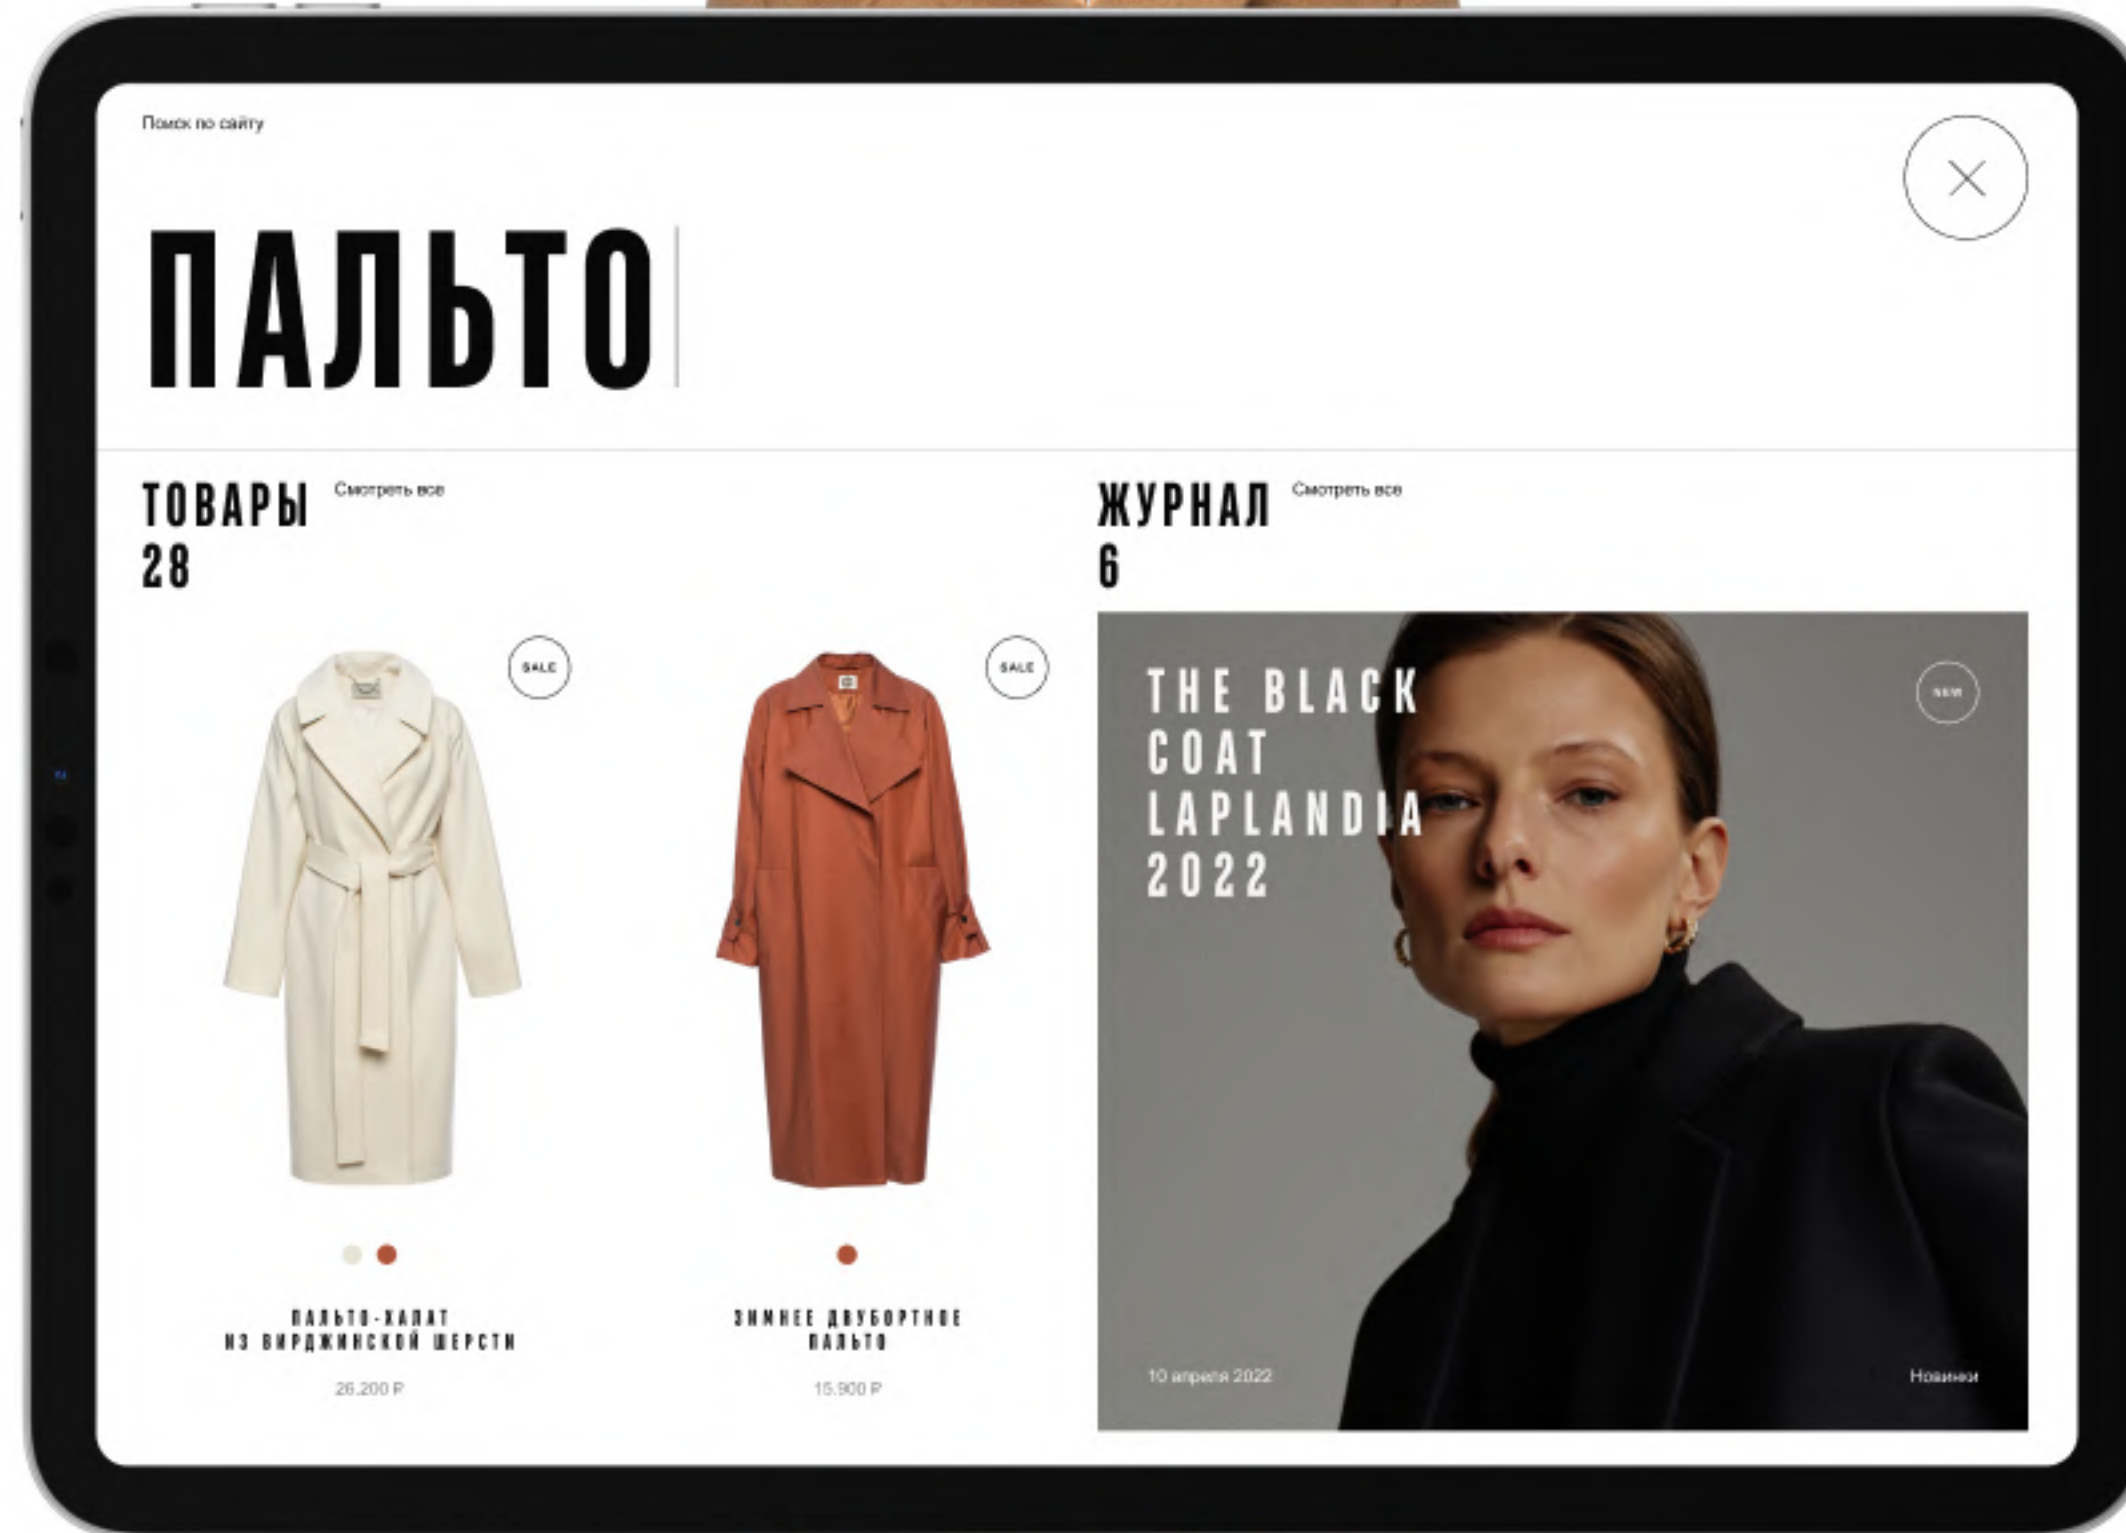 Поиск по сайту
ПАЛЬТО
ТОВАРЫ
Смотреть все
28
SALE
SALE
ПАЛЬТО-ХАЛАТ
ИЗ ВИРДЖИНСКОЙ ШЕРСТИ
26.200 ₽
ЗИМНЕЕ ДВУБОРТНОЕ
ПАЛЬТО
15.900 ₽
ЖУРНАЛ
Смотреть все
6
THE BLACK
COAT
LAPLANDIA
2022
NEW
10 апреля 2022
Новинки